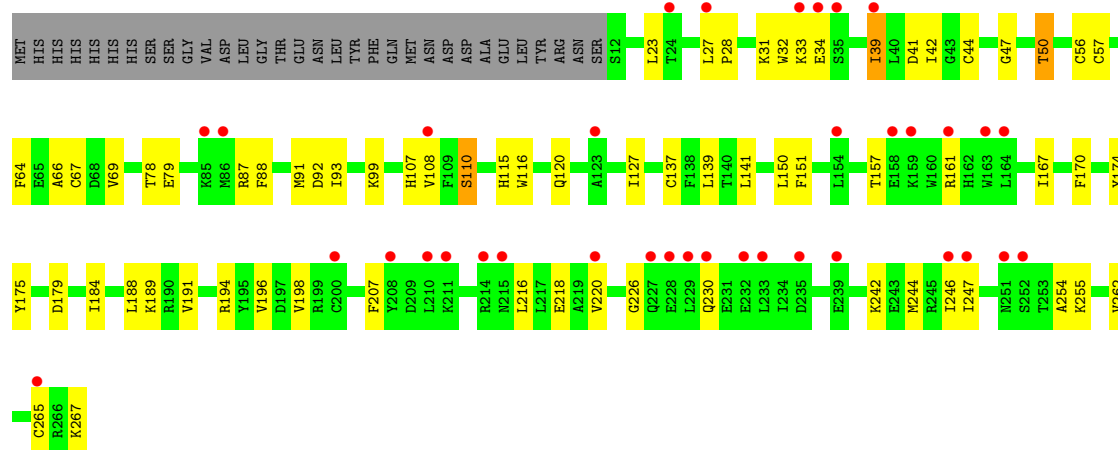 MET HIS HIS HIS HIS HIS HIS SER SER GLY VAL ASP LEU GLY THR GLU ASN LEU TYR PHE GLN MET ASN ASP ASP ALA GLU LEU TYR ARG ASN SER S12 L23 T24 L27 P28 K31 W32 K33 E34 S35 I39 L40 D41 I42 G43 C44 G47 T50 C56 C57
F64 E65 A66 C67 D68 V69 T78 E79 K85 M86 R87 F88 M91 D92 I93 K99 H107 V108 F109 S110 H115 W116 Q120 A123 I127 C137 F138 L139 T140 L141 L150 F151 L154 T157 E158 K159 W160 R161 H162 W163 L164 I167 F170
Y175 D179 I184 L188 K189 R190 V191 R194 Y195 V196 D197 V198 R199 C200 F207 Y208 D209 L210 K211 R214 N215 L216 L217 E218 A219 V220 G226 Q227 E228 L229 Q230 E231 E232 L233 I234 D235 E239 K242 E243 M244 R245 I246 I247 N251 S252 T253 A254 K255
C265 R266 K267